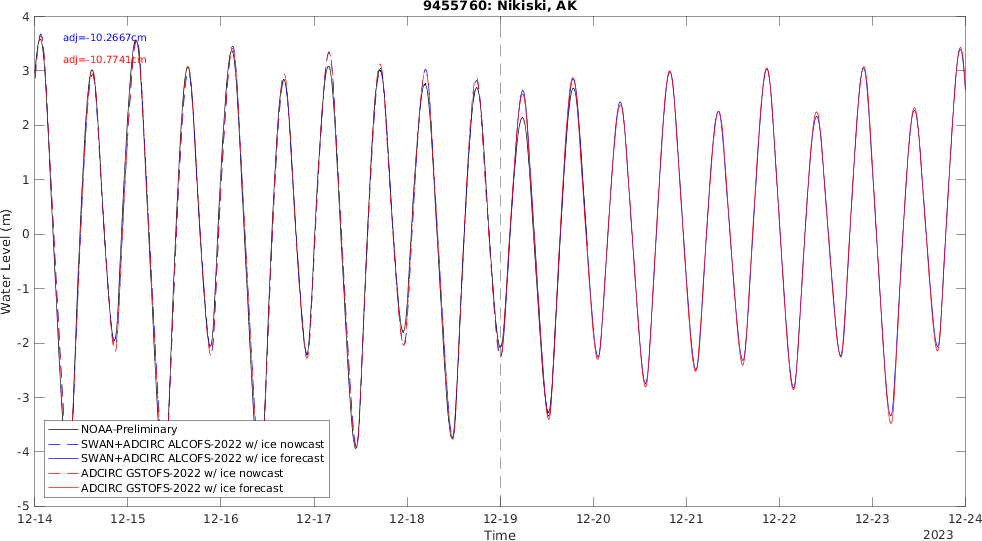 9455760: Nikiski, AK
adj=-10.2667cm
adj=-10.7741cm
4
3
2
1
0
-1
-2
-3
-4
-5
Water Level (m)
NOAA-Preliminary
SWAN+ADCIRC ALCOFS-2022 w/ ice nowcast
SWAN+ADCIRC ALCOFS-2022 w/ ice forecast
ADCIRC GSTOFS-2022 w/ ice nowcast
ADCIRC GSTOFS-2022 w/ ice forecast
12-14 12-15 12-16 12-17 12-18 12-19 12-20 12-21 12-22 12-23 12-24
Time
2023